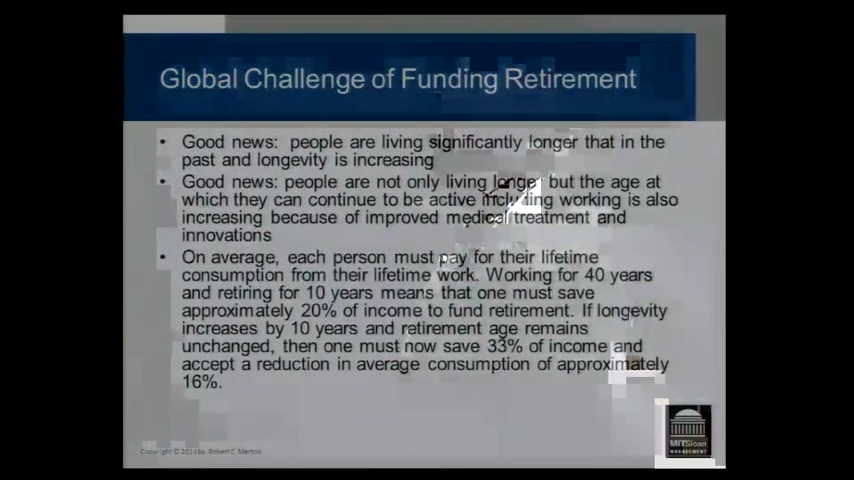 Global Challenge of Funding Retirement
• Good news: people are living significantly longer that in the
past and longevity is increasing
• Good news: people are not only living longer but the age at
which they can continue to be active including working is also
increasing because of improved medical treatment and
innovations
• On average, each person must pay for their lifetime
consumption from their lifetime work. Working for 40 years
and retiring for 10 years means that one must save
approximately 20% of income to fund retirement. If longevity
increases by 10 years and retirement age remains
unchanged, then one must now save 33% of income and
accept a reduction in average consumption of approximately
16%.
Copyright © 2014 by Robert C. Merton
MITSloan
MANAGEMENT